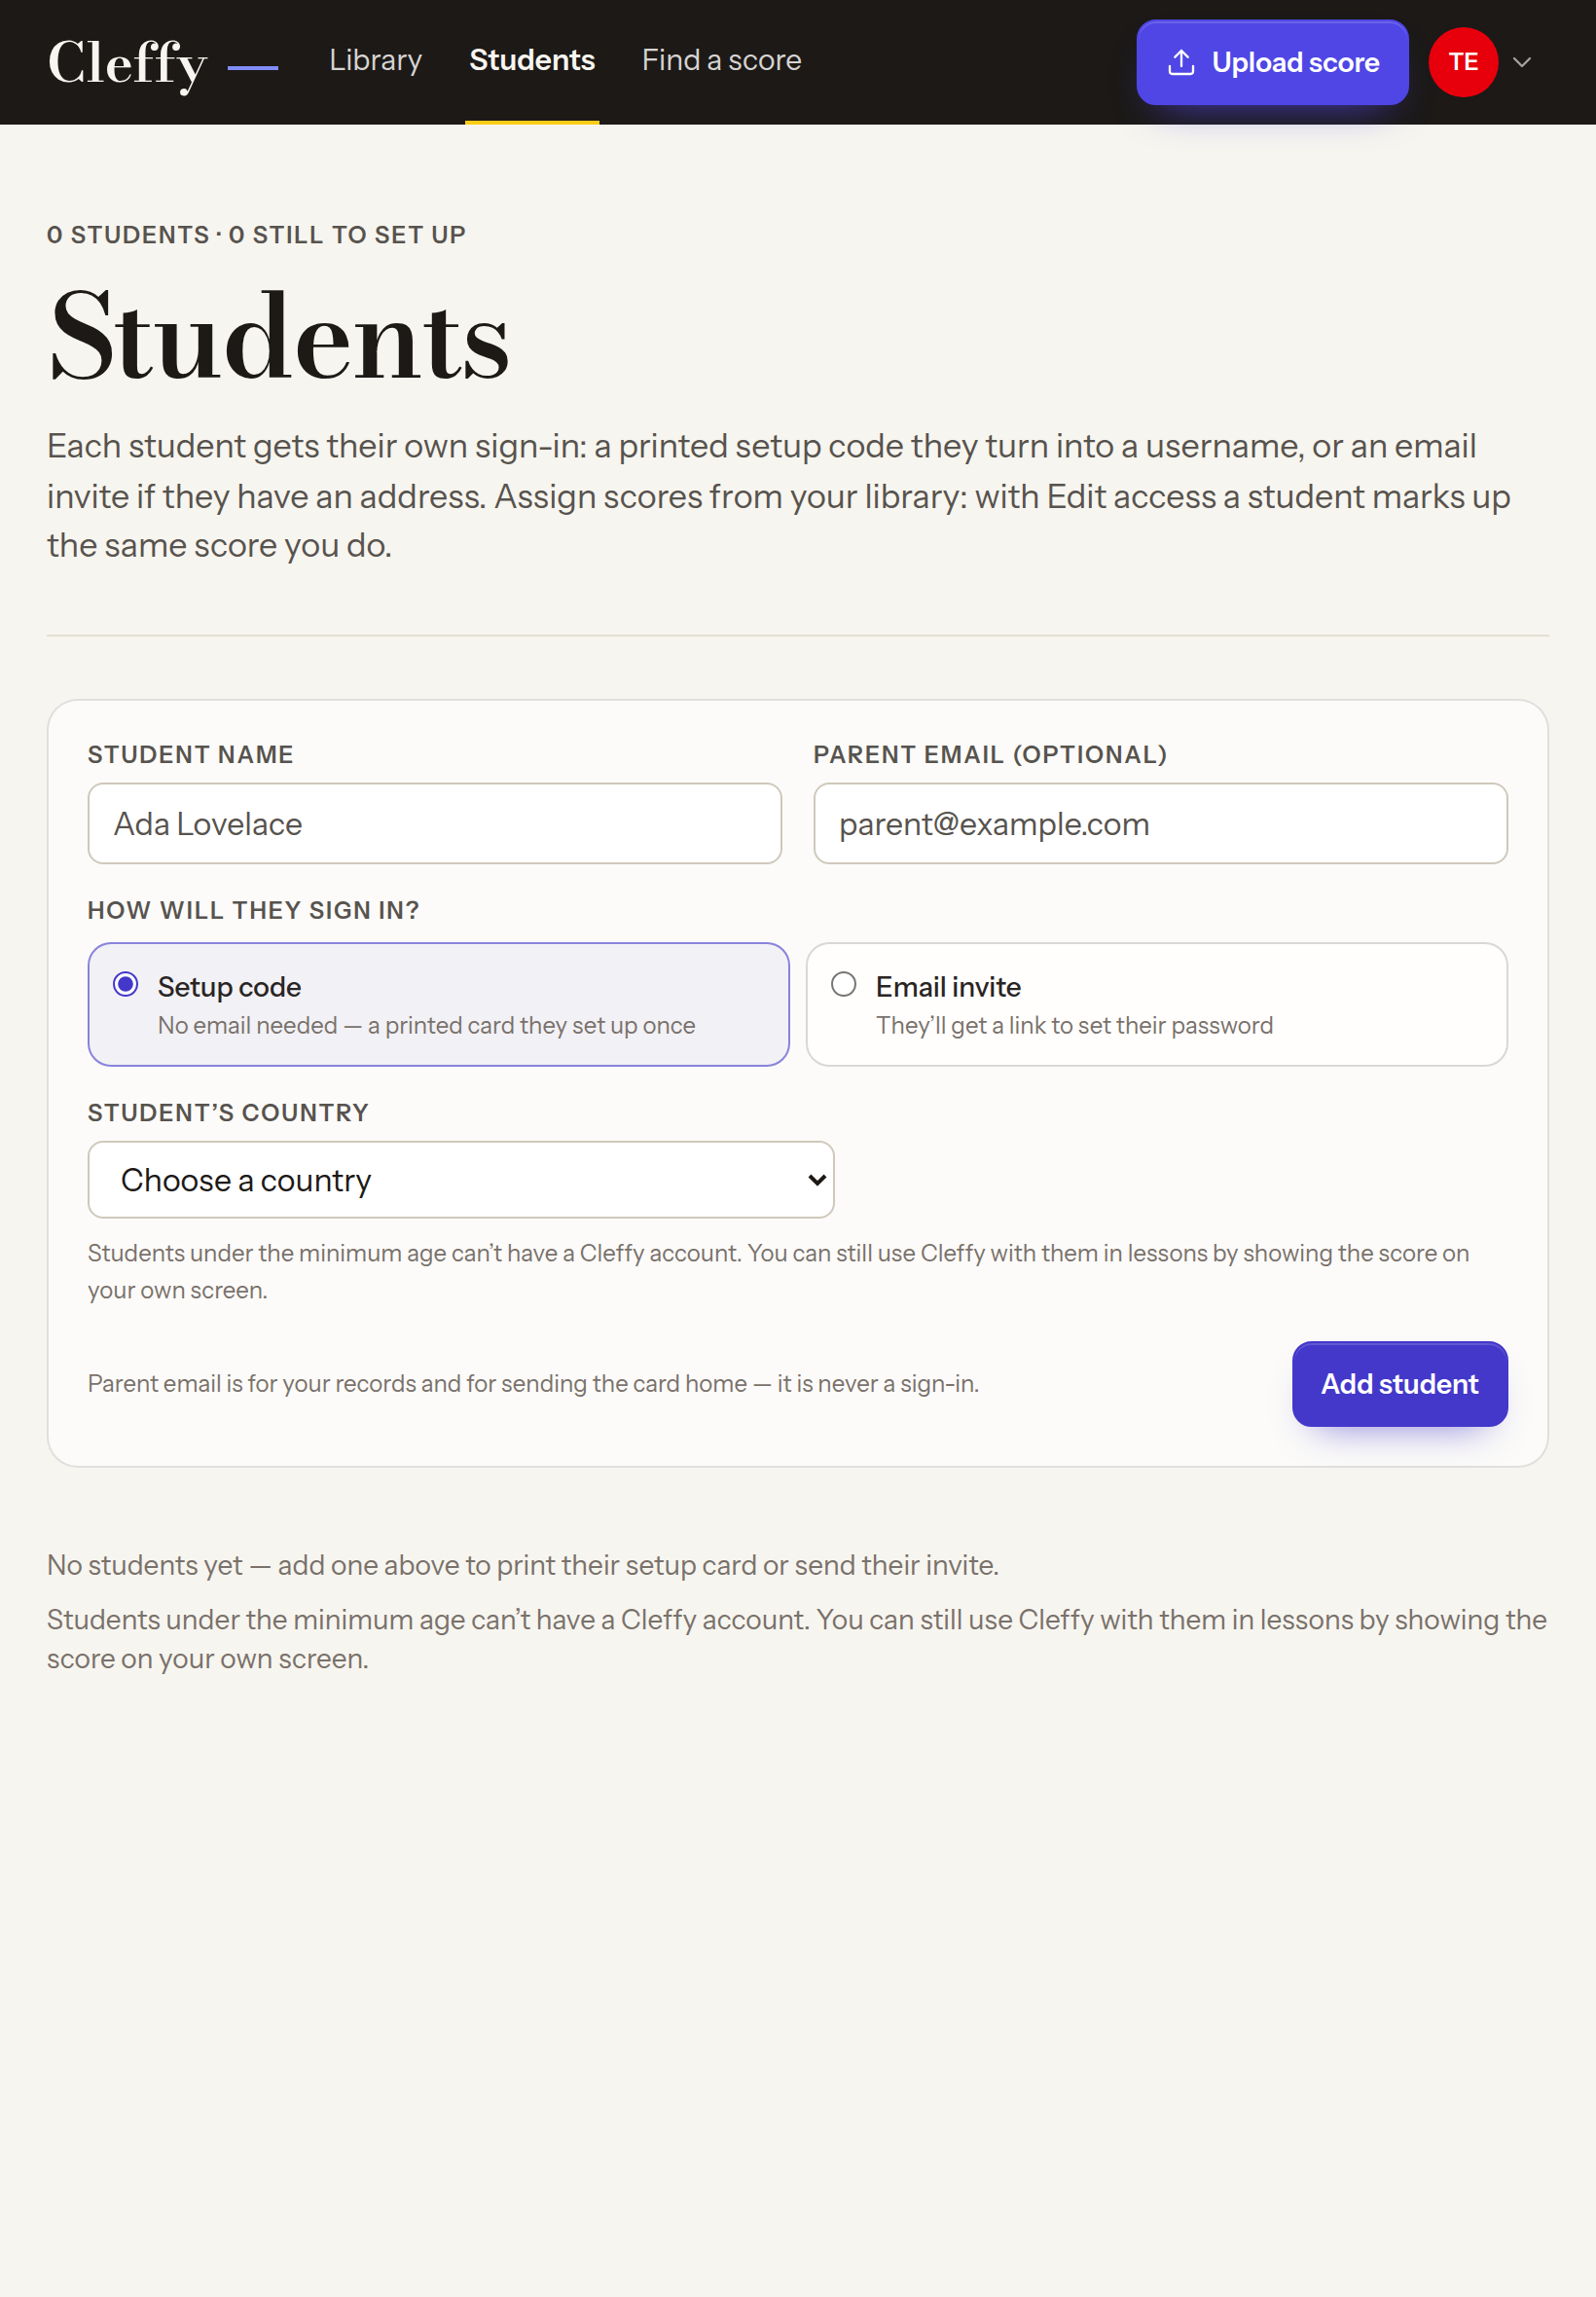 Cleffy
Library
Students
Find a score
Upload score
TE
0 STUDENTS · 0 STILL TO SET UP
Students
Each student gets their own sign-in: a printed setup code they turn into a username, or an email
invite if they have an address. Assign scores from your library: with Edit access a student marks up
the same score you do.
STUDENT NAME
PARENT EMAIL (OPTIONAL)
Ada Lovelace
parent@example.com
HOW WILL THEY SIGN IN?
Setup code
No email needed — a printed card they set up once
Email invite
They’ll get a link to set their password
STUDENT’S COUNTRY
Choose a country
Students under the minimum age can’t have a Cleffy account. You can still use Cleffy with them in lessons by showing the score on
your own screen.
Parent email is for your records and for sending the card home — it is never a sign-in.
Add student
No students yet — add one above to print their setup card or send their invite.
Students under the minimum age can’t have a Cleffy account. You can still use Cleffy with them in lessons by showing the
score on your own screen.